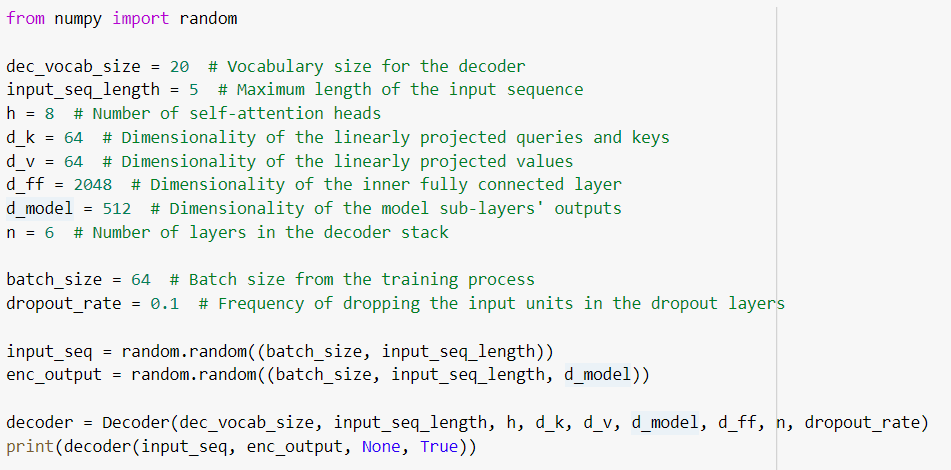 from numpy import random
dec_vocab_size = 20  # Vocabulary size for the decoder
input_seq_length = 5  # Maximum length of the input sequence
h = 8  # Number of self-attention heads
d_k = 64  # Dimensionality of the linearly projected queries and keys
d_v = 64  # Dimensionality of the linearly projected values
d_ff = 2048  # Dimensionality of the inner fully connected layer
d_model = 512  # Dimensionality of the model sub-layers' outputs
n = 6  # Number of layers in the decoder stack
batch_size = 64  # Batch size from the training process
dropout_rate = 0.1  # Frequency of dropping the input units in the dropout layers
input_seq = random.random((batch_size, input_seq_length))
enc_output = random.random((batch_size, input_seq_length, d_model))
decoder = Decoder(dec_vocab_size, input_seq_length, h, d_k, d_v, d_model, d_ff, n, dropout_rate)
print(decoder(input_seq, enc_output, None, True))